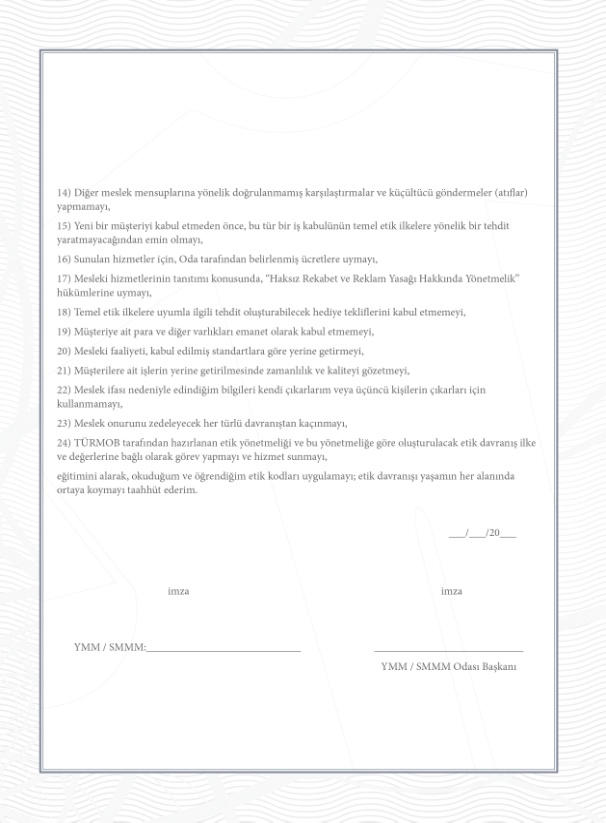 14) Diğer meslek mensuplarına yönelik doğrulanmamış karşılaştırmalar ve küçültücü göndermeler (atıflar)
yapmamayı,
15) Yeni bir müşteriyi kabul etmeden önce, bu tür bir iş kabulünün temel etik ilkelere yönelik bir tehdit
yaratmayacağından emin olmayı,
16) Sunulan hizmetler için, Oda tarafından belirlenmiş ücretlere uymayı,
17) Mesleki hizmetlerinin tanıtımı konusunda, "Haksız Rekabet ve Reklam Yasağı Hakkında Yönetmelik"
hükümlerine uymayı,
18) Temel etik ilkelere uyumla ilgili tehdit oluşturabilecek hediye tekliflerini kabul etmemeyi,
19) Müşteriye ait para ve diğer varlıkları emanet olarak kabul etmemeyi,
20) Mesleki faaliyeti, kabul edilmiş standartlara göre yerine getirmeyi,
21) Müşterilere ait işlerin yerine getirilmesinde zamanlılık ve kaliteyi gözetmeyi,
22) Meslek ifası nedeniyle edindiğim bilgileri kendi çıkarlarım veya üçüncü kişilerin çıkarları için
kullanmamayı,
23) Meslek onurunu zedeleyecek her türlü davranıştan kaçınmayı,
24) TÜRMOB tarafından hazırlanan etik yönetmeliği ve bu yönetmeliğe göre oluşturulacak etik davranış ilke
ve değerlerine bağlı olarak görev yapmayı ve hizmet sunmayı,
eğitimini alarak, okuduğum ve öğrendiğim etik kodları uygulamayı; etik davranışı yaşamın her alanında
ortaya koymayı taahhüt ederim.
___/___/20___
imza imza
YMM / SMMM:____________________________ ____________________________
YMM / SMMM Odası Başkanı